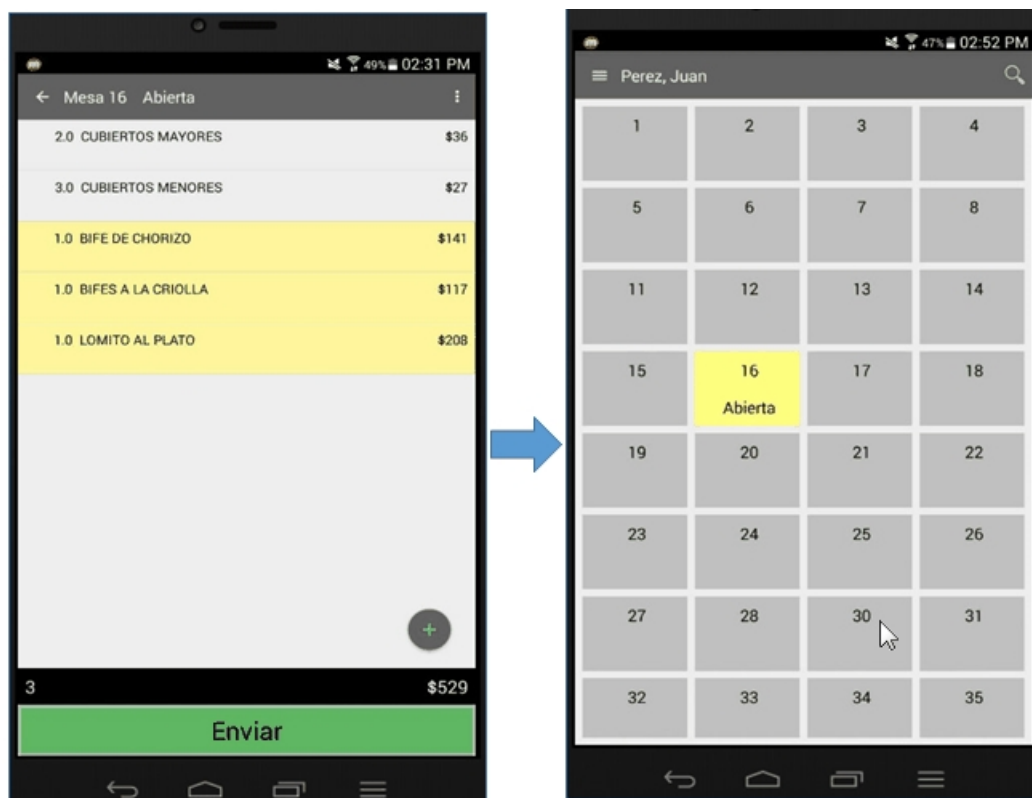 49% 02:31 PM
Mesa 16 Abierta
2.0 CUBIERTOS MAYORES $36
3.0 CUBIERTOS MENORES $27
1.0 BIFE DE CHORIZO $141
1.0 BIFES A LA CRIOLLA $117
1.0 LOMITO AL PLATO $208
+
3 $529
Enviar
47% 02:52 PM
Perez, Juan
1 2 3 4
5 6 7 8
11 12 13 14
15 16 17 18
Abierta
19 20 21 22
23 24 25 26
27 28 30 31
32 33 34 35